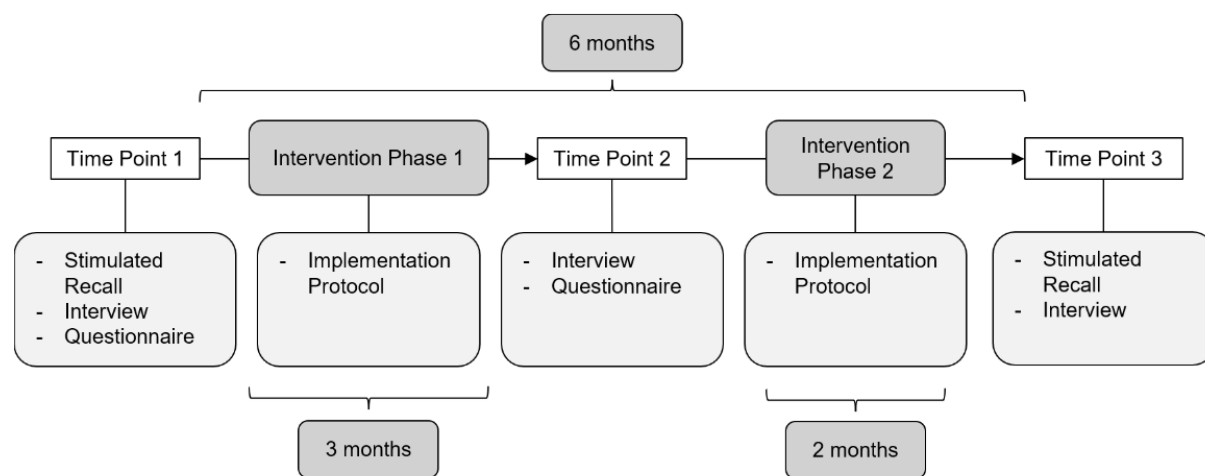 6 months
Time Point 1
Intervention Phase 1
Time Point 2
Intervention
Phase 2
Time Point 3
- Stimulated
Recall
- Interview
- Questionnaire
- Implementation
Protocol
- Interview
- Questionnaire
- Implementation
Protocol
- Stimulated
Recall
- Interview
3 months
2 months